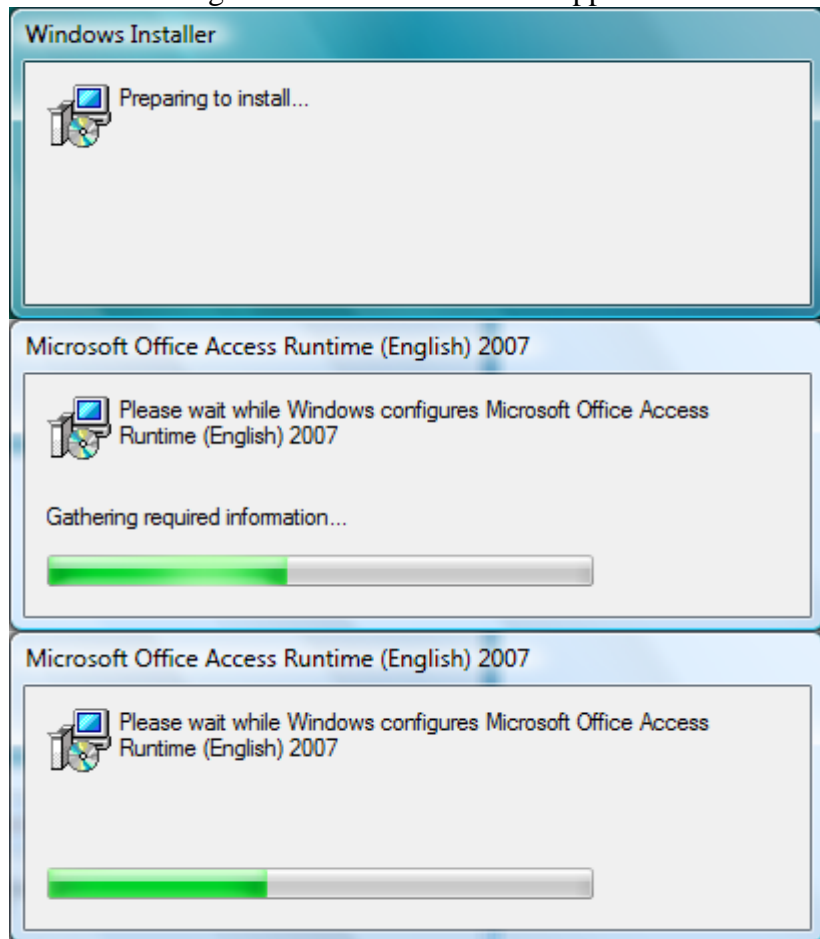 Windows Installer
Preparing to install...
Microsoft Office Access Runtime (English) 2007
Please wait while Windows configures Microsoft Office Access
Runtime (English) 2007
Gathering required information...
Microsoft Office Access Runtime (English) 2007
Please wait while Windows configures Microsoft Office Access
Runtime (English) 2007